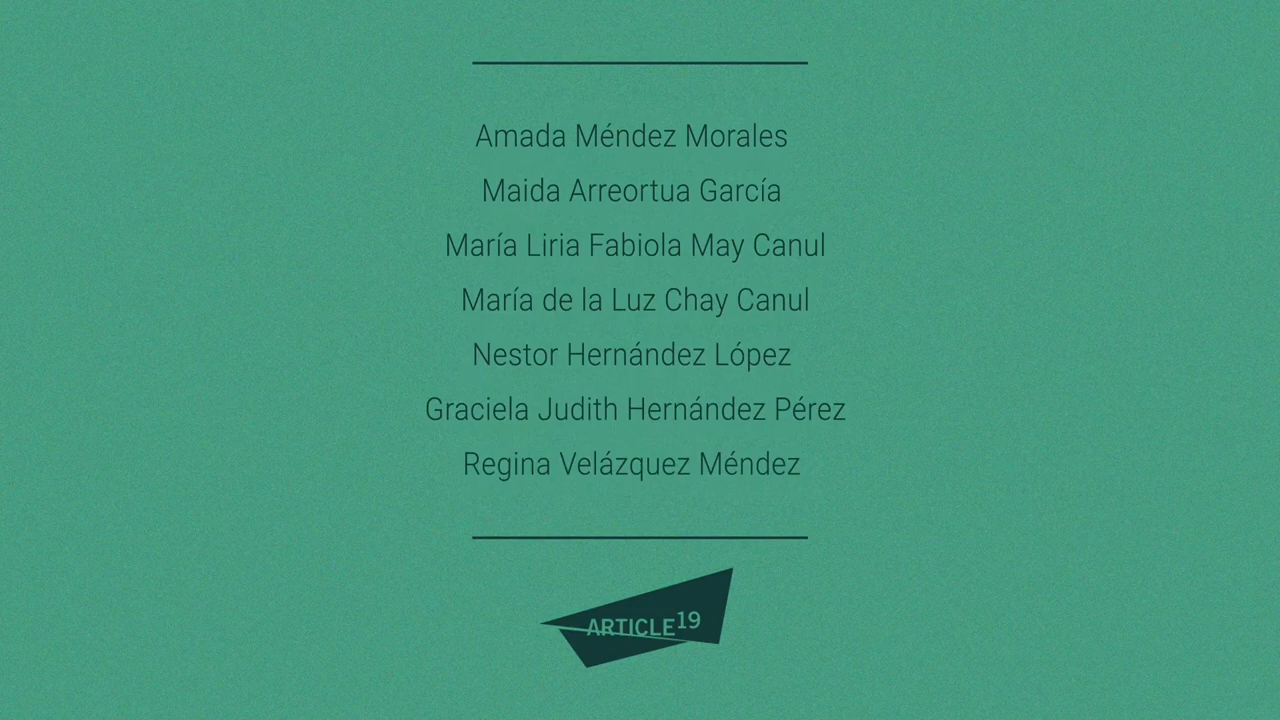 Amada Méndez Morales
Maida Arreortua García
María Liria Fabiola May Canul
María de la Luz Chay Canul
Nestor Hernández López
Graciela Judith Hernández Pérez
Regina Velázquez Méndez
ARTICLE19